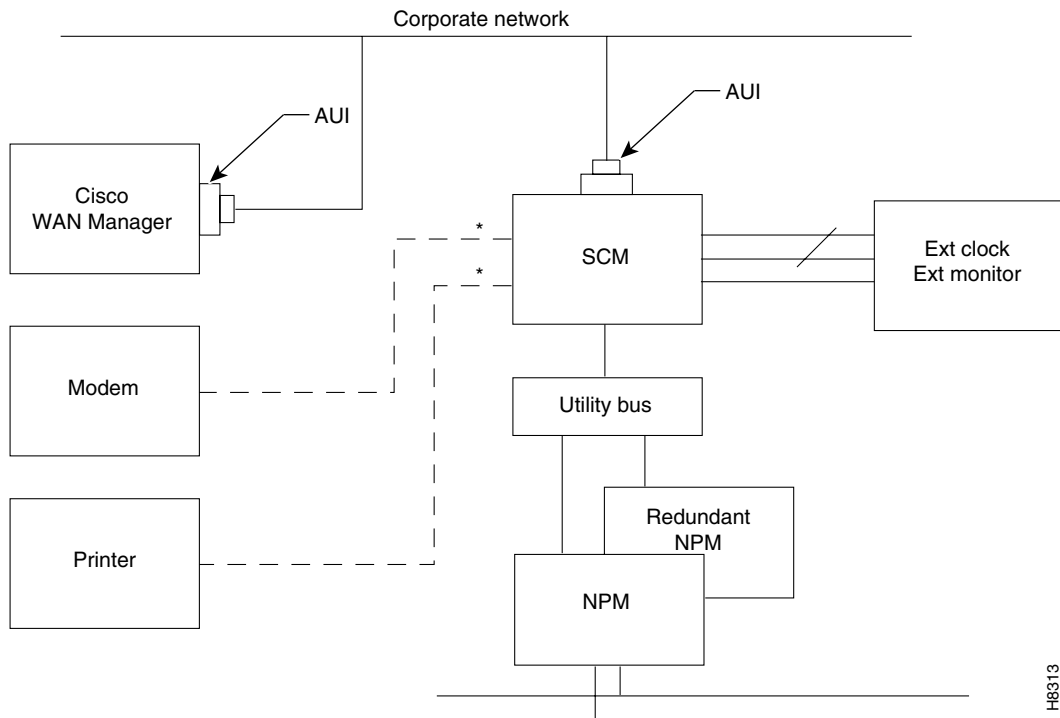 Corporate network
AUI
AUI
Cisco
WAN Manager
*
SCM
Ext clock
Ext monitor
*
Modem
Utility bus
Redundant
NPM
Printer
NPM
H8313